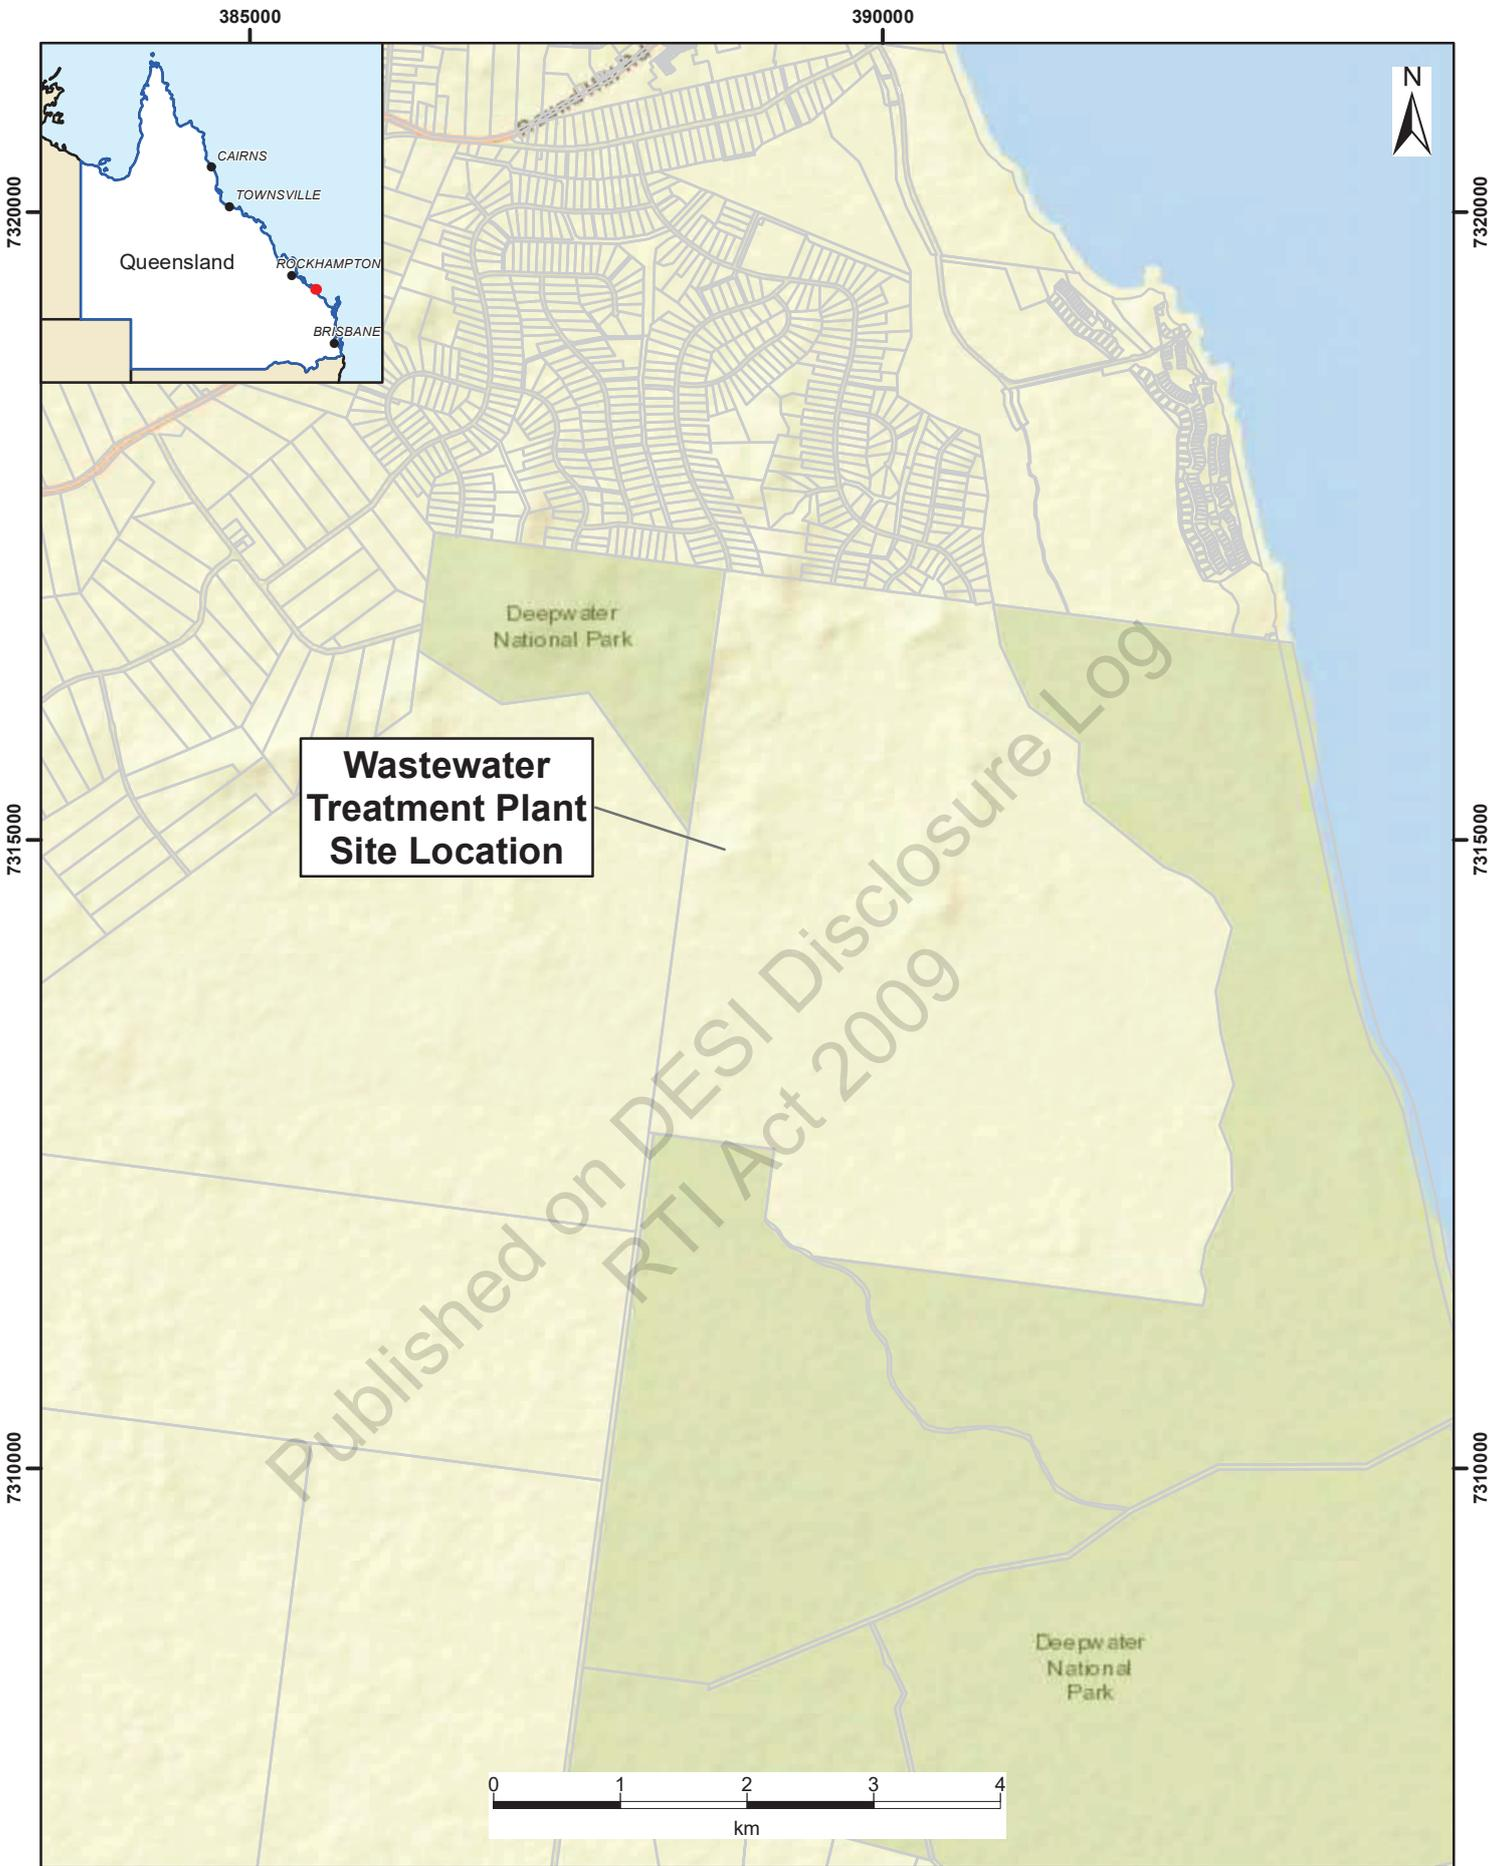 385000
390000
N
CAIRNS
TOWNSVILLE
Queensland
ROCKHAMPTON
BRISBANE
7320000
7320000
Deepwater
National Park
Wastewater
Treatment Plant
Site Location
7315000
7315000
Published on DESI Disclosure Log
RTI Act 2009
7310000
7310000
Deepwater
National
Park
0 1 2 3 4
km